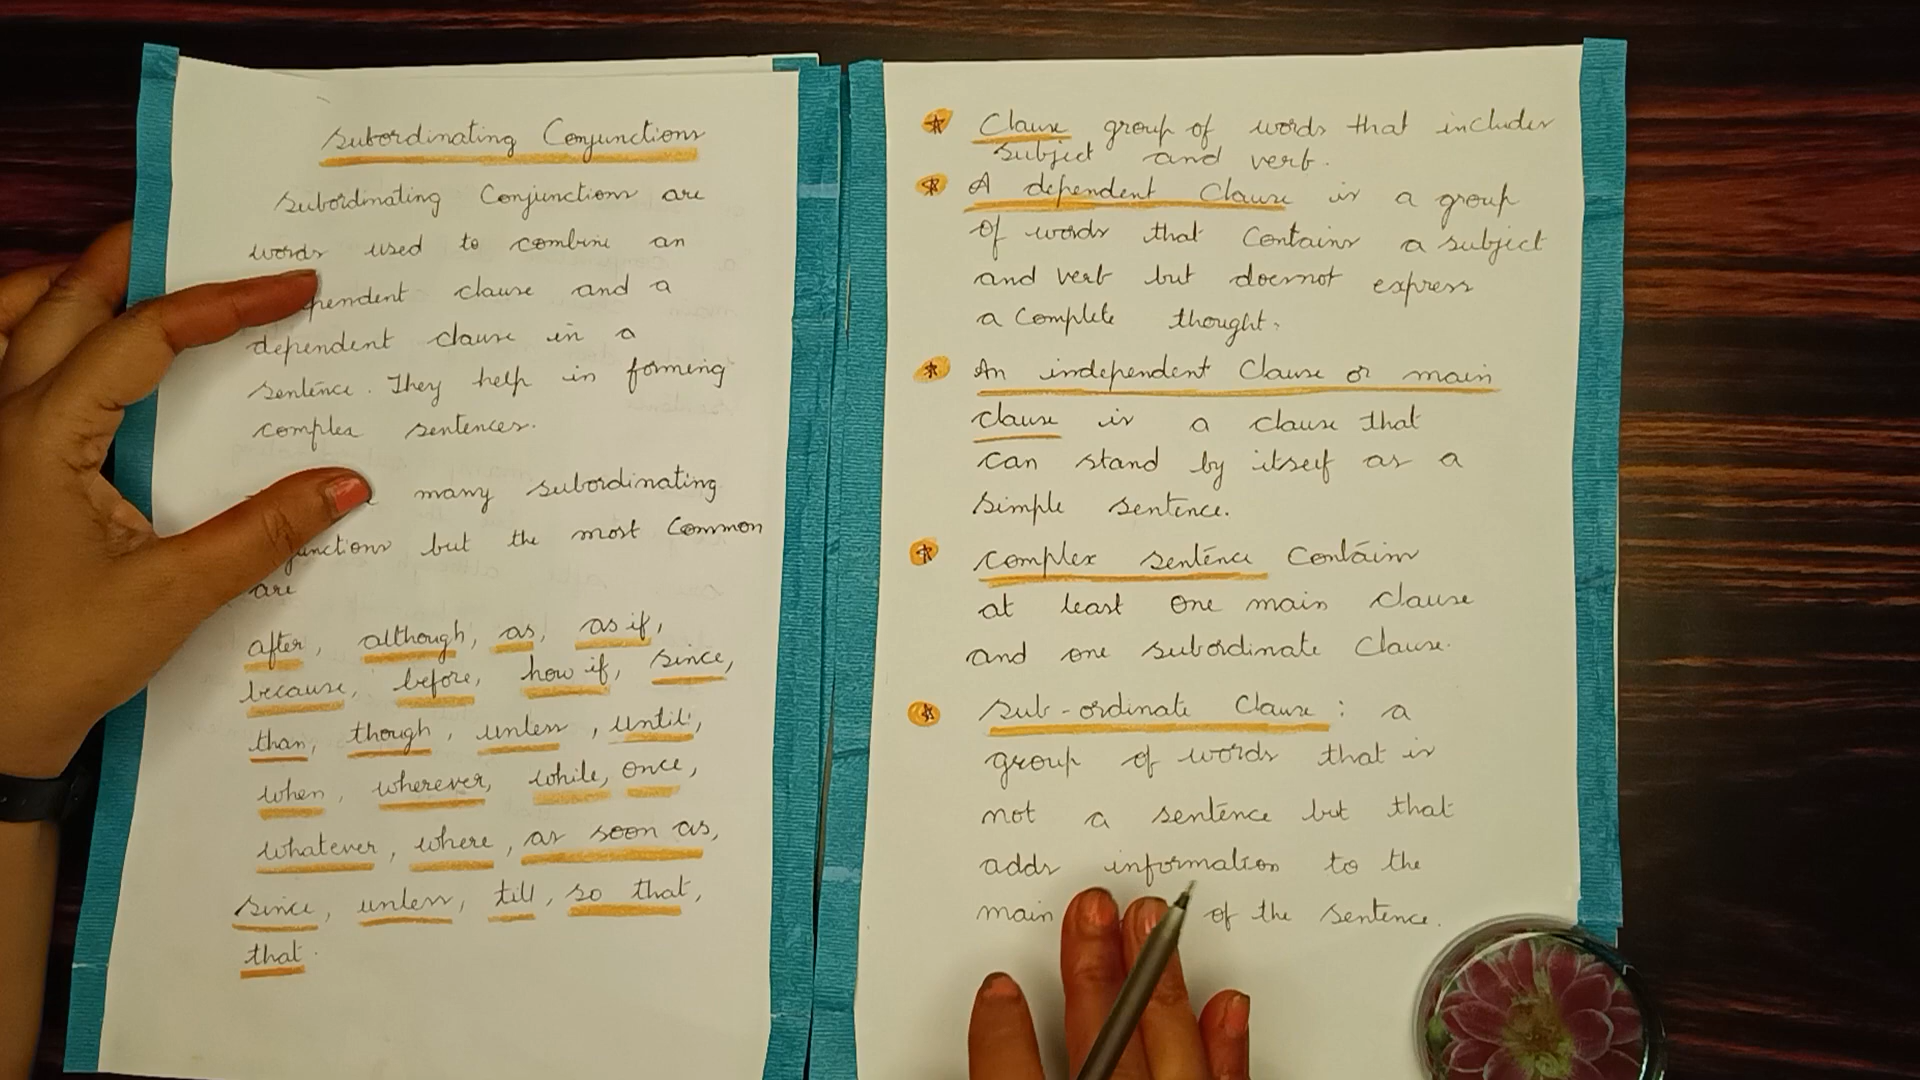 Subordinating Conjunctions
Subordinating Conjunctions are
words used to combine an
pendent clause and a
dependent clause in a
sentence. They help in forming
complex sentences.
many subordinating
unctions but the most Common
are
after, although, as, as if,
because, before, how if, since,
than, though, unless, until,
when, wherever, while, once,
whatever, where, as soon as,
since, unless, till, so that,
that.
Clause group of words that includes
subject and verb.
A dependent Clause is a group
of words that contains a subject
and verb but doesnot express
a complete thought.
An independent Clause or main
clause is a clause that
can stand by itself as a
simple sentence.
complex sentence Contain
at least one main clause
and one subordinate clause.
Sub-ordinate Clause: a
group of words that is
not a sentence but that
adds information to the
main of the sentence.